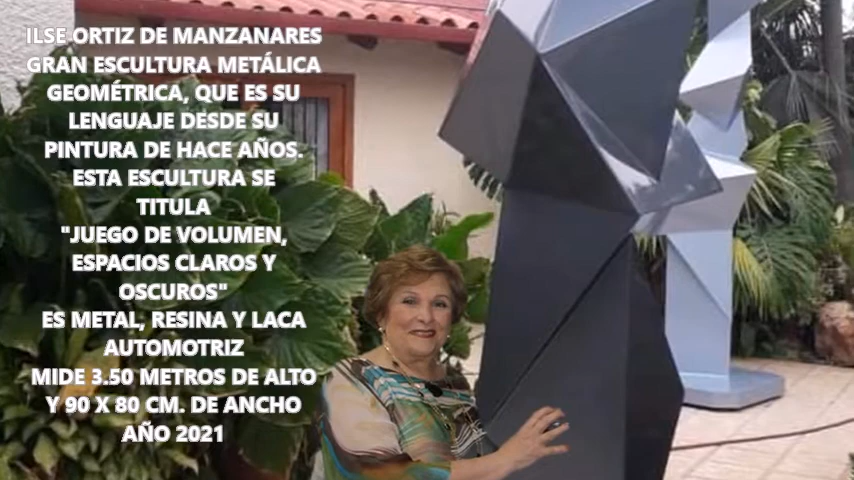 ILSE ORTIZ DE MANZANARES
GRAN ESCULTURA METÁLICA
GEOMÉTRICA, QUE ES SU
LENGUAJE DESDE SU
PINTURA DE HACE AÑOS.
ESTA ESCULTURA SE
TITULA
"JUEGO DE VOLUMEN,
ESPACIOS CLAROS Y
OSCUROS"
ES METAL, RESINA Y LACA
AUTOMOTRIZ
MIDE 3.50 METROS DE ALTO
Y 90 X 80 CM. DE ANCHO
AÑO 2021